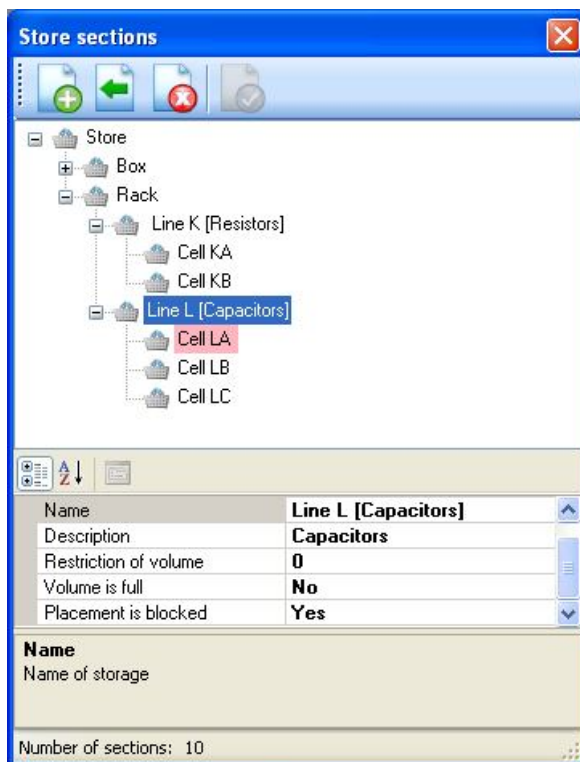 Store sections
Store
Box
Rack
Line K [Resistors]
Cell KA
Cell KB
Line L [Capacitors]
Cell LA
Cell LB
Cell LC
A
Z
Name Line L [Capacitors]
Description Capacitors
Restriction of volume 0
Volume is full No
Placement is blocked Yes
Name
Name of storage
Number of sections: 10